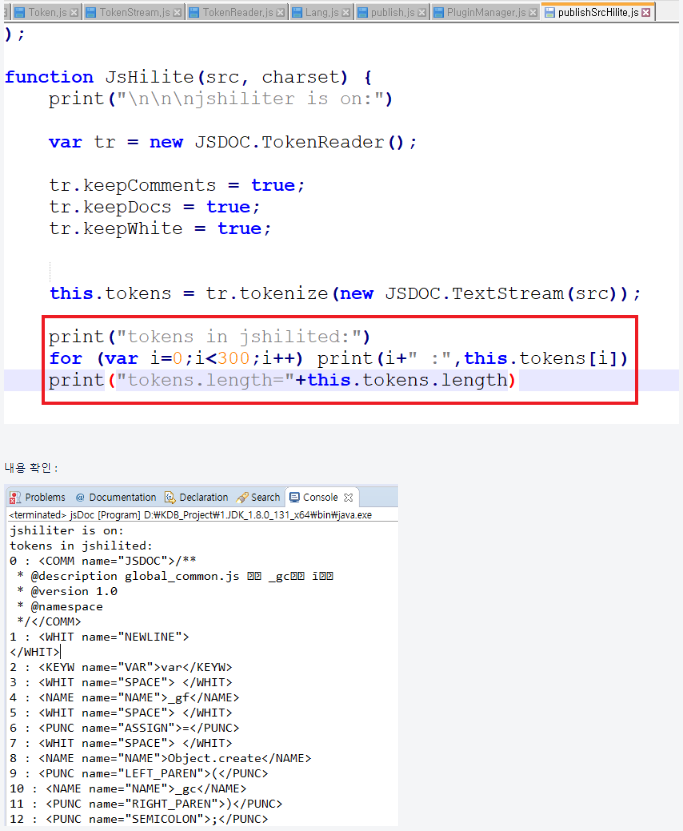 Token.js TokenStream.js TokenReader.js Lang.js publish.js PluginManager.js publishSrcHilite.js
);
function JsHilite(src, charset) {
print("\n\n\njshiliter is on:")
var tr = new JSDOC.TokenReader();
tr.keepComments = true;
tr.keepDocs = true;
tr.keepWhite = true;
this.tokens = tr.tokenize(new JSDOC.TextStream(src));
print("tokens in jshilited:")
for (var i=0;i<300;i++) print(i+" :",this.tokens[i])
print("tokens.length="+this.tokens.length)
내용 확인 :
Problems @ Documentation Declaration Search Console
<terminated> jsDoc [Program] D:₩KDB_Project₩1.JDK_1.8.0_131_x64₩bin₩java.exe
jshiliter is on:
tokens in jshilited:
0 : <COMM name="JSDOC">/**
* @description global_common.js _gc i
* @version 1.0
* @namespace
*/</COMM>
1 : <WHIT name="NEWLINE">
</WHIT>
2 : <KEYW name="VAR">var</KEYW>
3 : <WHIT name="SPACE"> </WHIT>
4 : <NAME name="NAME">_gf</NAME>
5 : <WHIT name="SPACE"> </WHIT>
6 : <PUNC name="ASSIGN">=</PUNC>
7 : <WHIT name="SPACE"> </WHIT>
8 : <NAME name="NAME">Object.create</NAME>
9 : <PUNC name="LEFT_PAREN">(</PUNC>
10 : <NAME name="NAME">_gc</NAME>
11 : <PUNC name="RIGHT_PAREN">)</PUNC>
12 : <PUNC name="SEMICOLON">;</PUNC>